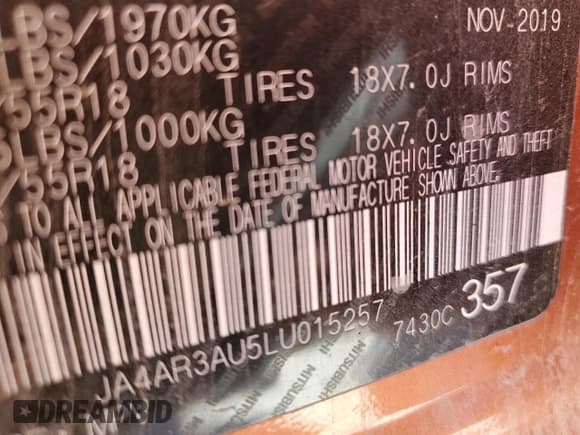 NOV-2019
LBS/1970KG
LBS/1030KG
55R18 TIRES 18X7.0J RIMS
LBS/1000KG
/55R18 TIRES 18X7.0J RIMS
TO ALL APPLICABLE FEDERAL MOTOR VEHICLE SAFETY AND THEFT
IN EFFECT ON THE DATE OF MANUFACTURE SHOWN ABOVE.
JA4AR3AU5LU015257
7430C
357
MITSUBISHI
DREAMBID